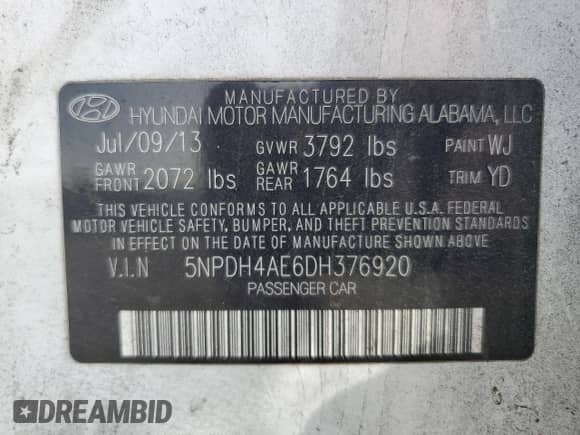 MANUFACTURED BY
HYUNDAI MOTOR MANUFACTURING ALABAMA, LLC
Jul/09/13 GVWR 3792 lbs PAINT WJ
GAWR FRONT 2072 lbs GAWR REAR 1764 lbs TRIM YD
THIS VEHICLE CONFORMS TO ALL APPLICABLE U.S.A. FEDERAL
MOTOR VEHICLE SAFETY, BUMPER, AND THEFT PREVENTION STANDARDS
IN EFFECT ON THE DATE OF MANUFACTURE SHOWN ABOVE.
V.I.N 5NPDH4AE6DH376920
PASSENGER CAR
DREAMBID